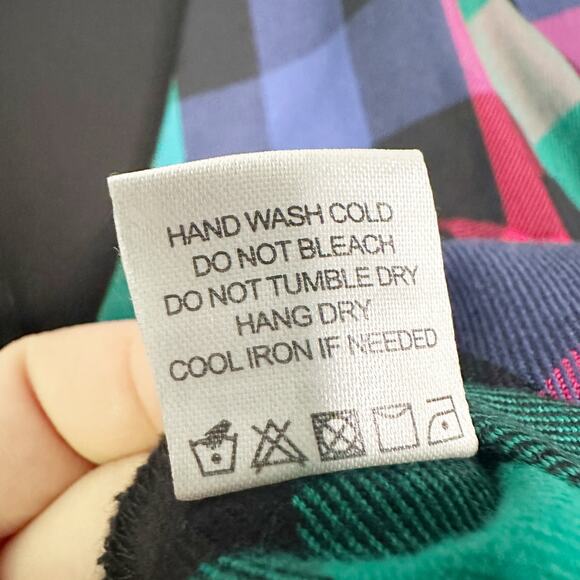 HAND WASH COLD
DO NOT BLEACH
DO NOT TUMBLE DRY
HANG DRY
COOL IRON IF NEEDED